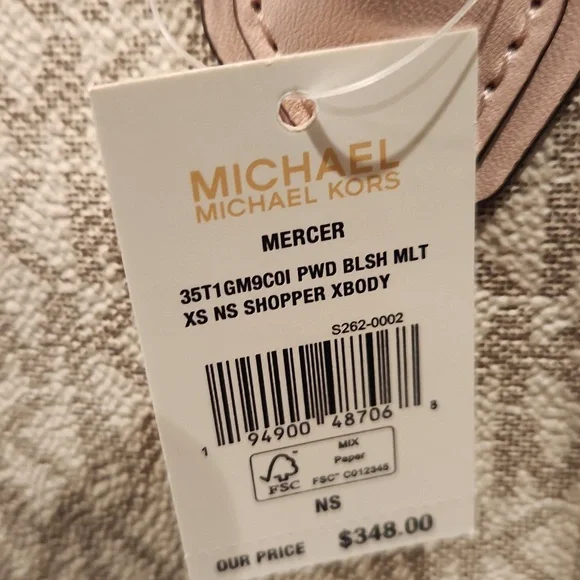 MICHAEL
MICHAEL KORS
MERCER
35T1GM9C0I PWD BLSH MLT
XS NS SHOPPER XBODY
S262-0002
1 94900 48706 8
FSC
MIX
Paper
FSC™ C012345
NS
OUR PRICE $348.00